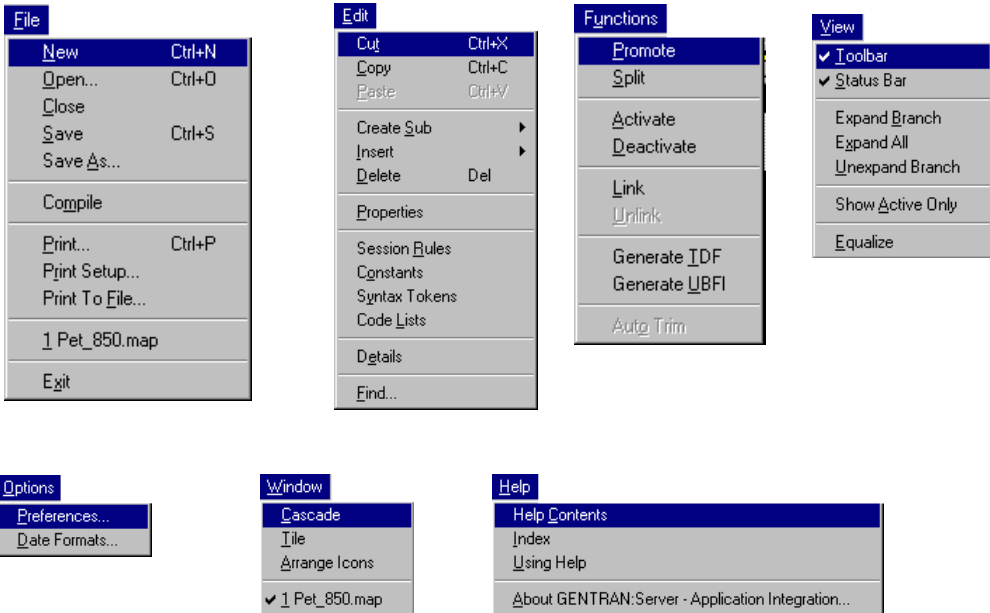 File
New Ctrl+N
Open... Ctrl+O
Close
Save Ctrl+S
Save As...
Compile
Print... Ctrl+P
Print Setup...
Print To File...
1 Pet_850.map
Exit
Edit
Cut Ctrl+X
Copy Ctrl+C
Paste Ctrl+V
Create Sub
Insert
Delete Del
Properties
Session Rules
Constants
Syntax Tokens
Code Lists
Details
Find...
Functions
Promote
Split
Activate
Deactivate
Link
Unlink
Generate TDF
Generate UBFI
Auto Trim
View
Toolbar
Status Bar
Expand Branch
Expand All
Unexpand Branch
Show Active Only
Equalize
Options
Preferences...
Date Formats...
Window
Cascade
Tile
Arrange Icons
1 Pet_850.map
Help
Help Contents
Index
Using Help
About GENTRAN:Server - Application Integration...